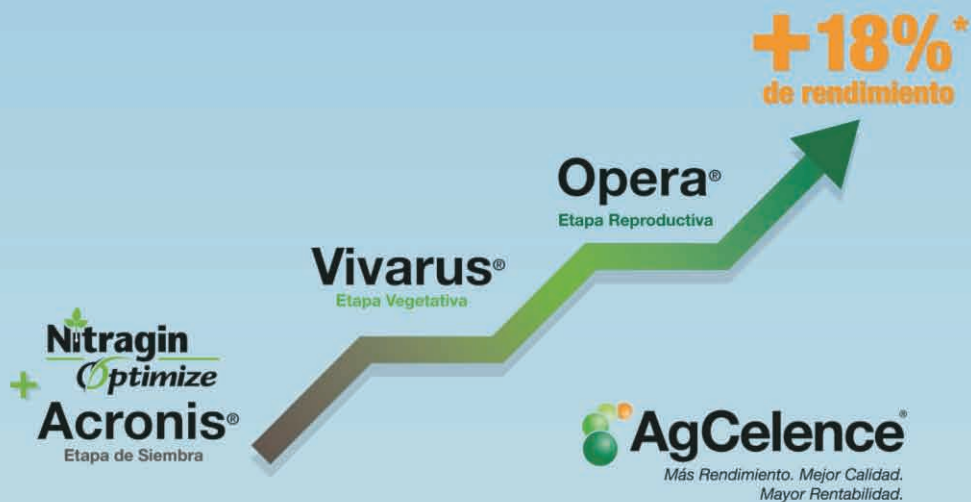 +18%*
de rendimiento
Opera®
Etapa Reproductiva
Vivarus®
Etapa Vegetativa
Nitragin
Optimize
+
Acronis®
Etapa de Siembra
AgCelence®
Más Rendimiento. Mejor Calidad.
Mayor Rentabilidad.